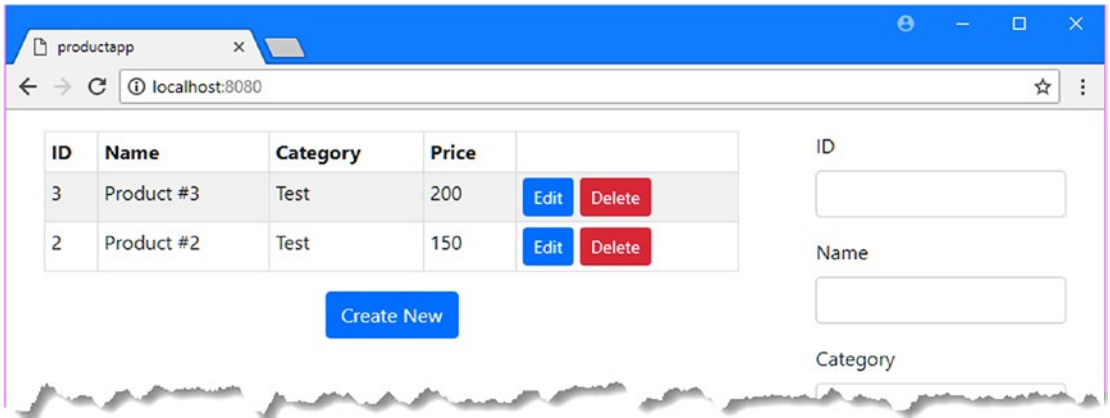 productapp
localhost:8080
ID Name Category Price
3 Product #3 Test 200 Edit Delete
2 Product #2 Test 150 Edit Delete
Create New
ID
Name
Category